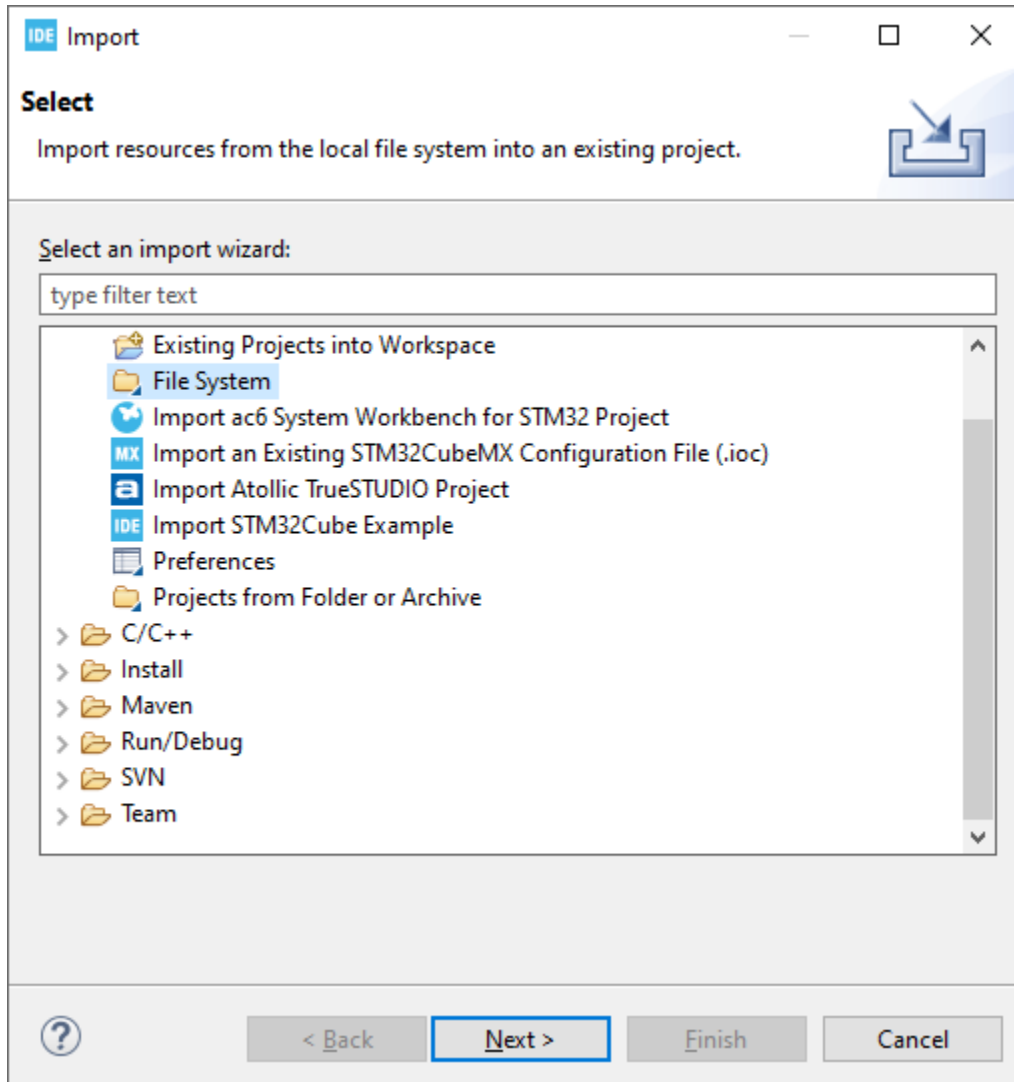 IDE Import
Select
Import resources from the local file system into an existing project.
Select an import wizard:
type filter text
Existing Projects into Workspace
File System
Import ac6 System Workbench for STM32 Project
MX Import an Existing STM32CubeMX Configuration File (.ioc)
a Import Atollic TrueSTUDIO Project
IDE Import STM32Cube Example
Preferences
Projects from Folder or Archive
C/C++
Install
Maven
Run/Debug
SVN
Team
? < Back Next > Finish Cancel